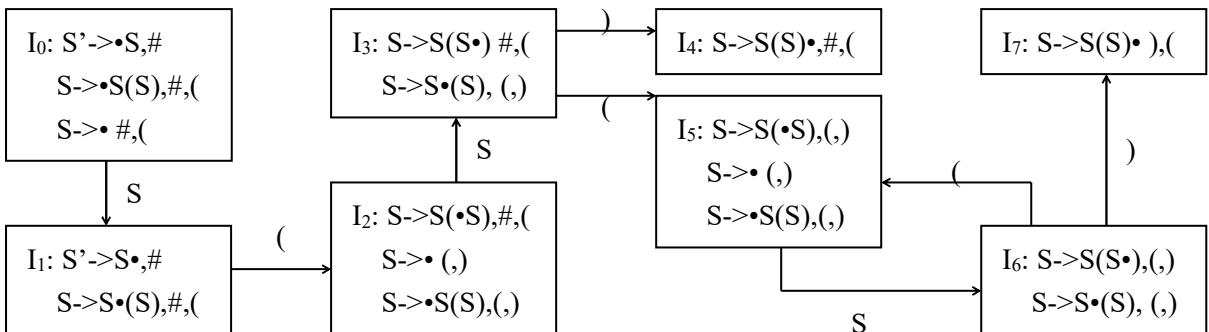 I₀: S’->•S,#
S->•S(S),#,(
S->• #,(
S
I₁: S’->S•,#
S->S•(S),#,(
(
I₃: S->S(S•) #,(
S->S•(S), (,)
S
I₂: S->S(•S),#,(
S->• (,)
S->•S(S),(,)
)
(
I₄: S->S(S)•,#,(
I₅: S->S(•S),(,)
S->• (,)
S->•S(S),(,)
S
(
I₇: S->S(S)• ),(
)
I₆: S->S(S•),(,)
S->S•(S), (,)